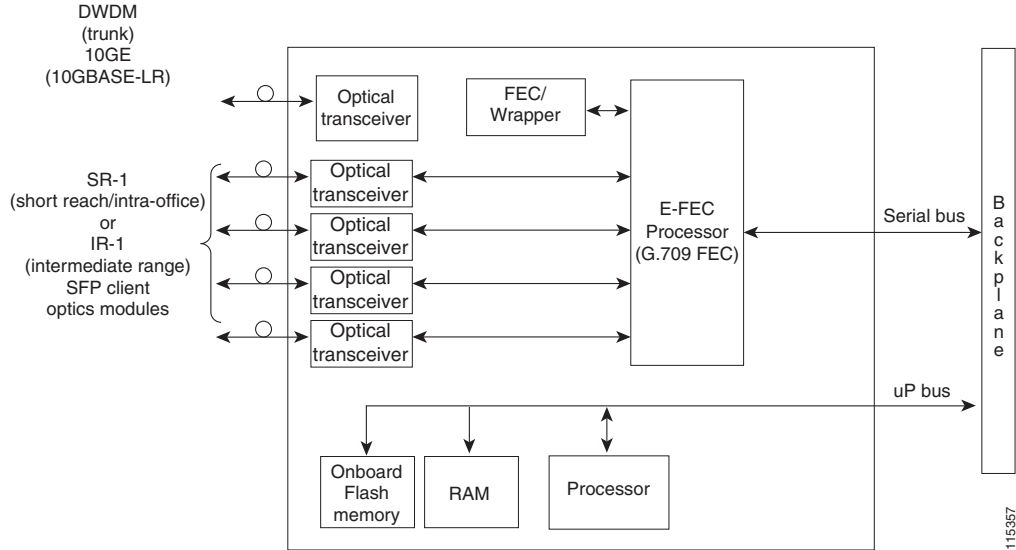 DWDM
(trunk)
10GE
(10GBASE-LR)
Optical
transceiver
FEC/
Wrapper
SR-1
(short reach/intra-office)
or
IR-1
(intermediate range)
SFP client
optics modules
Optical
transceiver
Optical
transceiver
Optical
transceiver
Optical
transceiver
E-FEC
Processor
(G.709 FEC)
Serial bus
Backplane
uP bus
Onboard
Flash
memory
RAM
Processor
115357